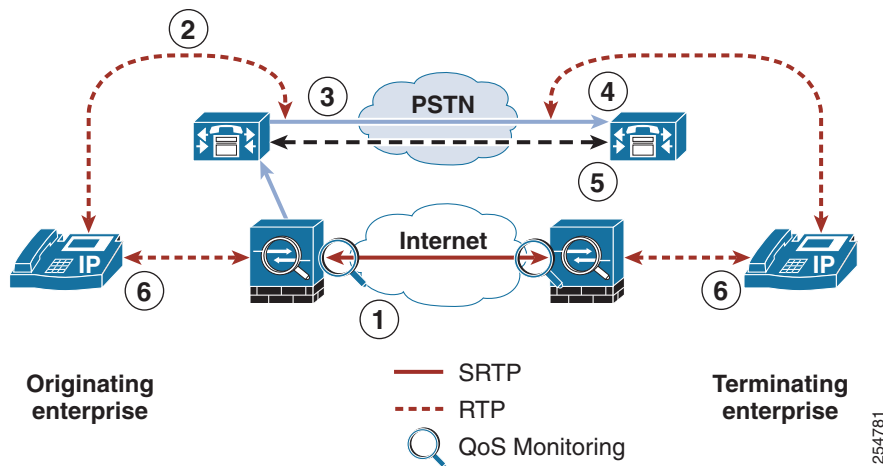 2
3
PSTN
4
5
Internet
IP
6
1
6
IP
Originating
enterprise
SRTP
RTP
QoS Monitoring
Terminating
enterprise
254781